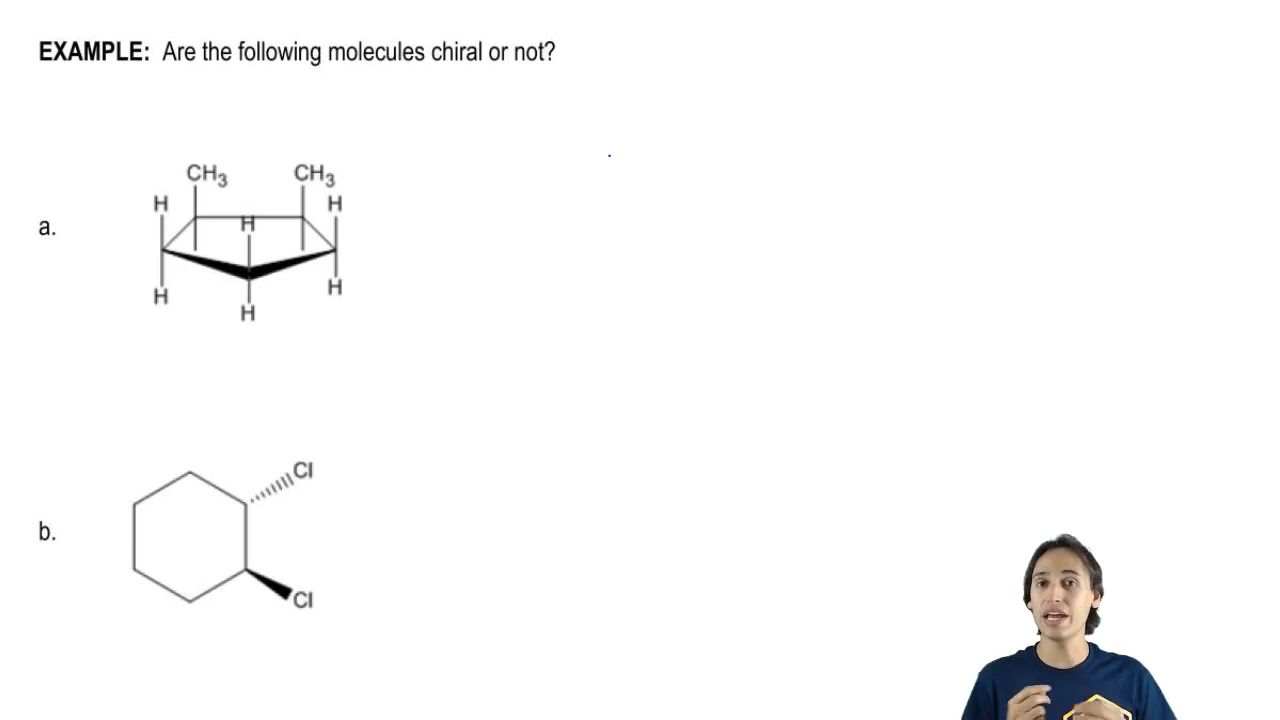 EXAMPLE: Are the following molecules chiral or not?
a.
CH₃ CH₃
H H
H
H H
H
b.
Cl
Cl